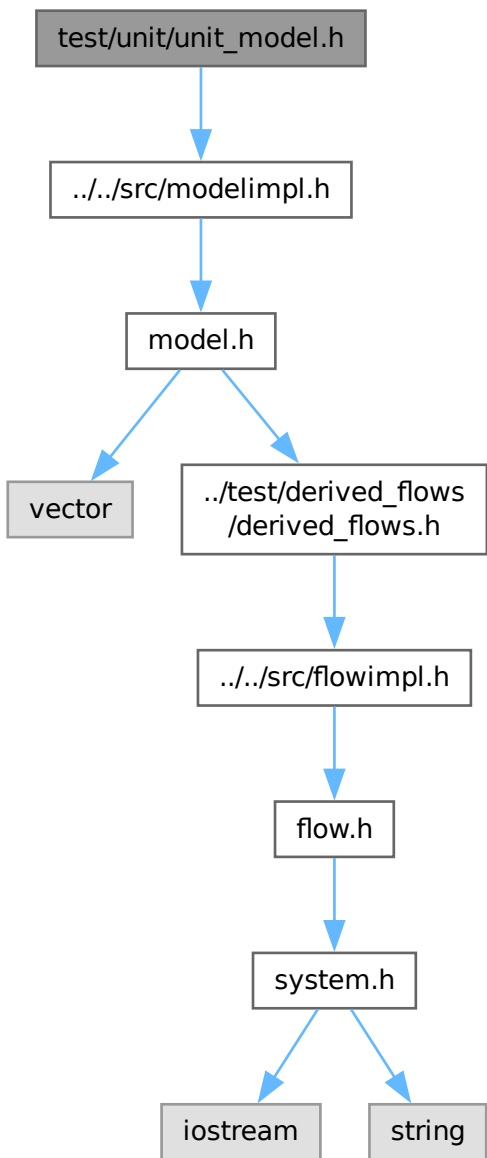 test/unit/unit_model.h
../../src/modelimpl.h
model.h
vector
../test/derived_flows
/derived_flows.h
../../src/flowimpl.h
flow.h
system.h
iostream
string